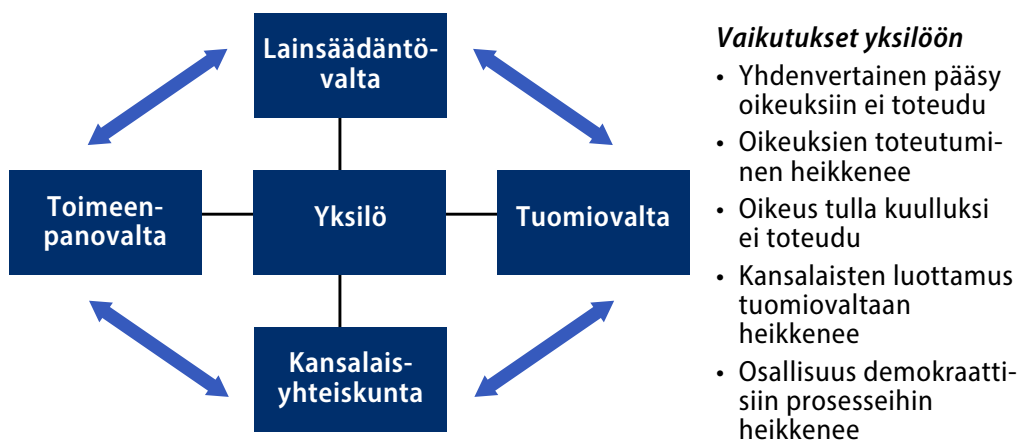 Lainsäädäntö-
valta
Toimeen-
panovalta
Yksilö
Tuomiovalta
Kansalais-
yhteiskunta
Vaikutukset yksilöön
• Yhdenvertainen pääsy
oikeuksiin ei toteudu
• Oikeuksien toteutumi-
nen heikkenee
• Oikeus tulla kuulluksi
ei toteudu
• Kansalaisten luottamus
tuomiovaltaan
heikkenee
• Osallisuus demokraatti-
siin prosesseihin
heikkenee